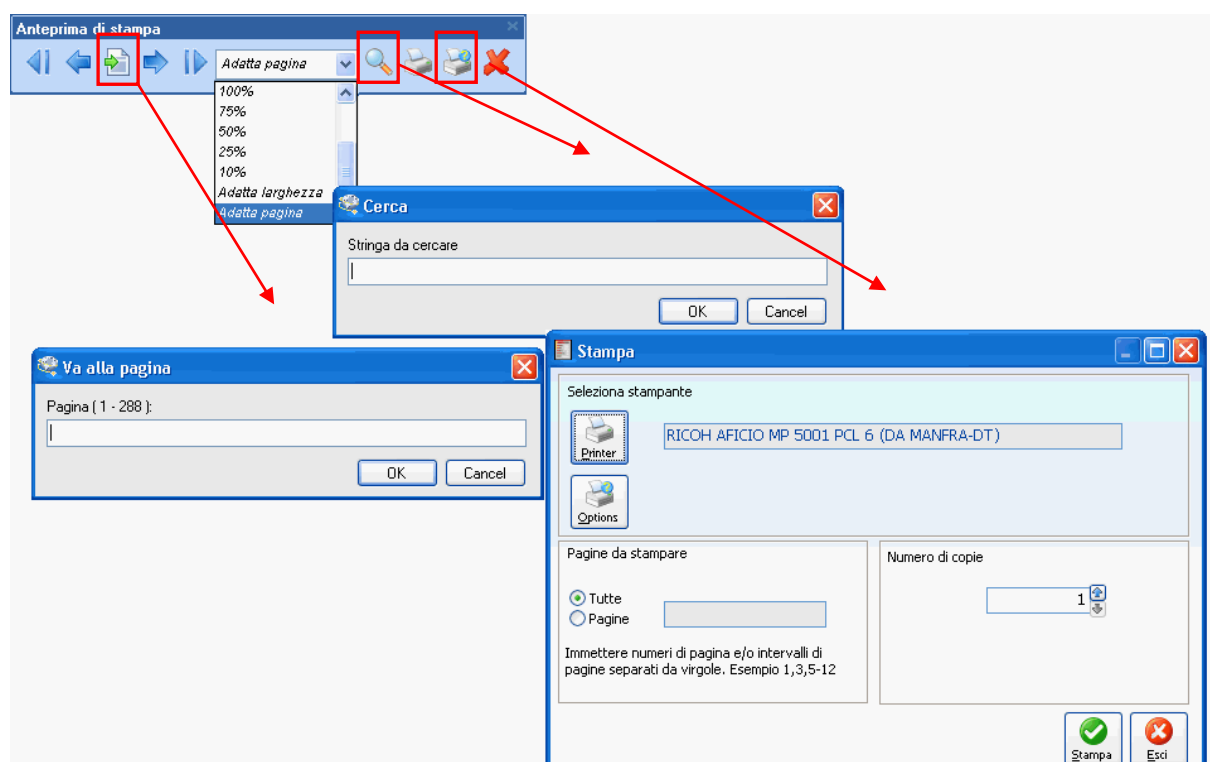 Anteprima di stampa
Adatta pagina
100%
75%
50%
25%
10%
Adatta larghezza
Adatta pagina
Cerca
Stringa da cercare
OK Cancel
Va alla pagina
Pagina ( 1 - 288 ):
OK Cancel
Stampa
Seleziona stampante
Printer
RICOH AFICIO MP 5001 PCL 6 (DA MANFRA-DT)
Options
Pagine da stampare
Tutte
Pagine
Immettere numeri di pagina e/o intervalli di
pagine separati da virgole. Esempio 1,3,5-12
Numero di copie
1
Stampa Esci